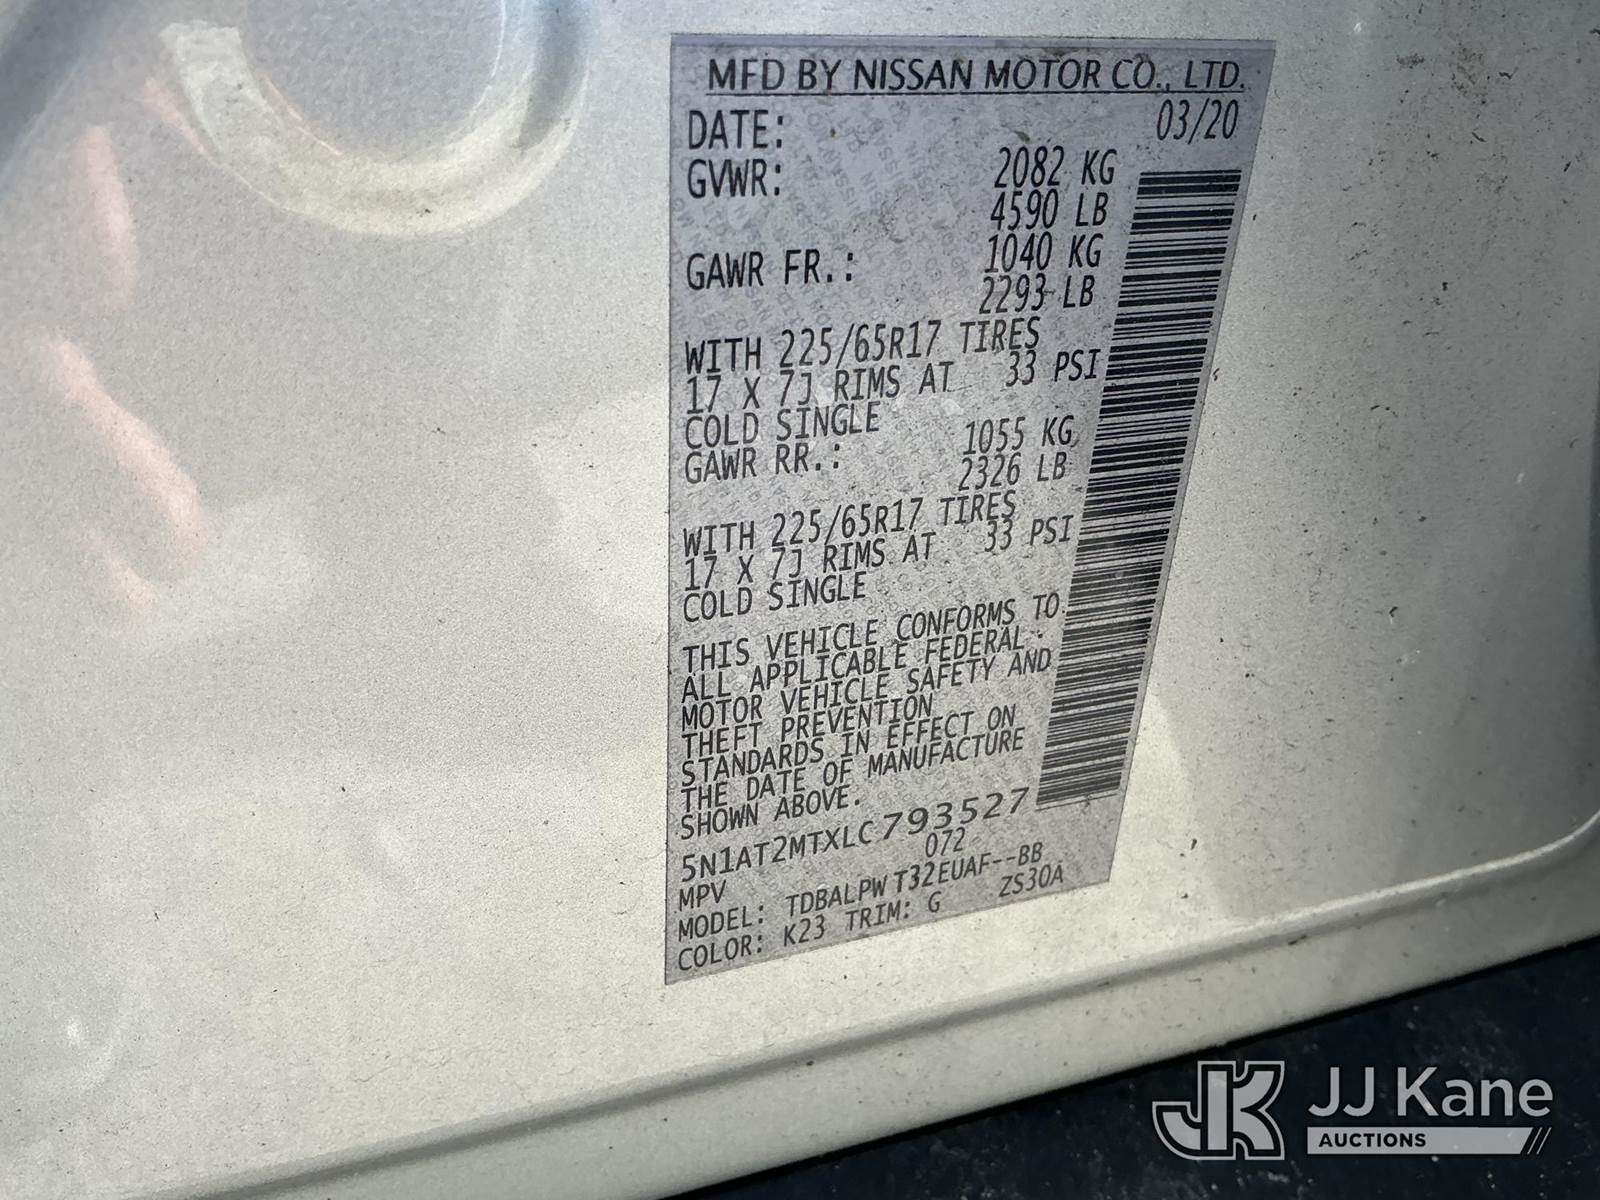 MFD BY NISSAN MOTOR CO., LTD.
DATE: 03/20
GVWR: 2082 KG
4590 LB
GAWR FR.: 1040 KG
2293 LB
WITH 225/65R17 TIRES
17 X 7J RIMS AT 33 PSI
COLD SINGLE
GAWR RR.: 1055 KG
2326 LB
WITH 225/65R17 TIRES
17 X 7J RIMS AT 33 PSI
COLD SINGLE
THIS VEHICLE CONFORMS TO
ALL APPLICABLE FEDERAL
MOTOR VEHICLE SAFETY AND
THEFT PREVENTION
STANDARDS IN EFFECT ON
THE DATE OF MANUFACTURE
SHOWN ABOVE.
5N1AT2MTXLC793527
MPV 072
MODEL: TDBALPW T32EUAF--BB
COLOR: K23 TRIM: G ZS30A
JK JJ Kane
AUCTIONS